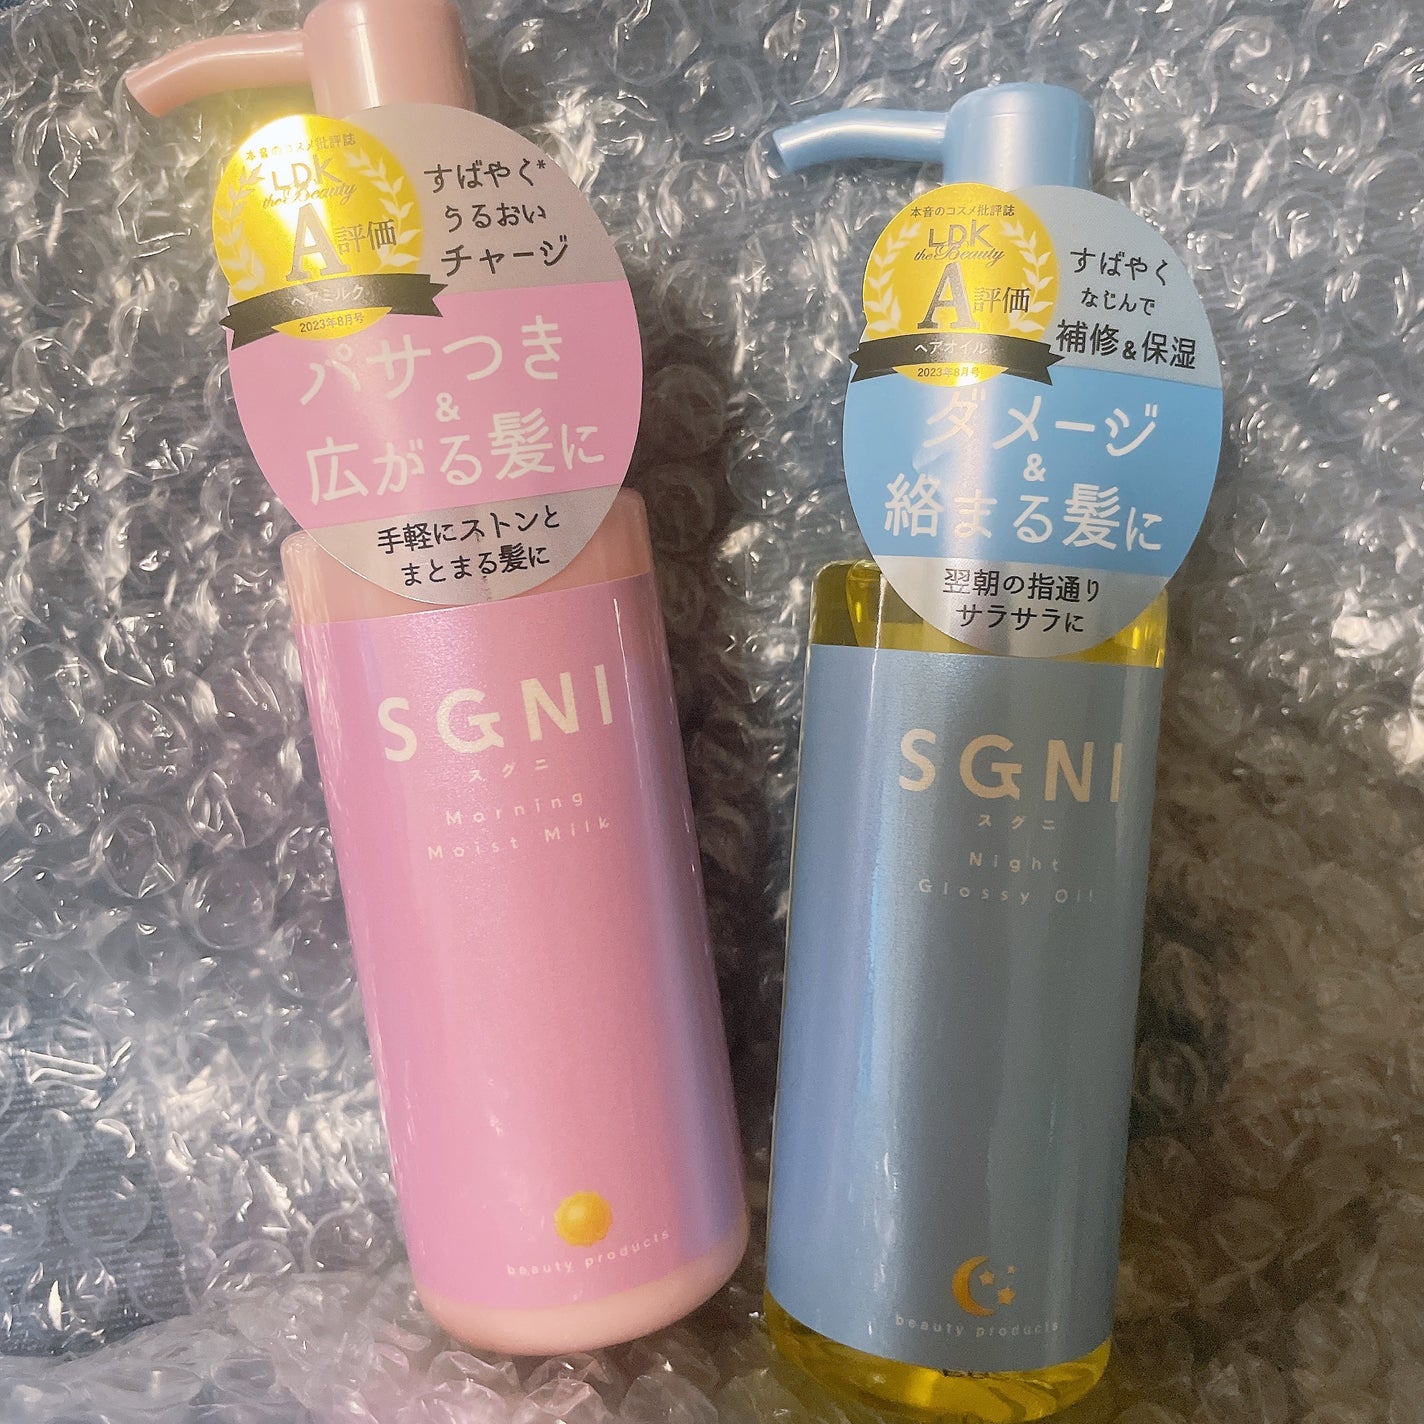 本音のコスメ批評誌
LDK
the Beauty
A評価
ヘアミルク
2023年8月号
すばやく*
うるおい
チャージ
パサつき
&
広がる髪に
手軽にストンと
まとまる髪に
SGNI
スグニ
Morning
Moist Milk
beauty products
本音のコスメ批評誌
LDK
the Beauty
A評価
ヘアオイル
2023年8月号
すばやく
なじんで
補修&保湿
ダメージ
&
絡まる髪に
翌朝の指通り
サラサラに
SGNI
スグニ
Night
Glossy Oil
beauty products